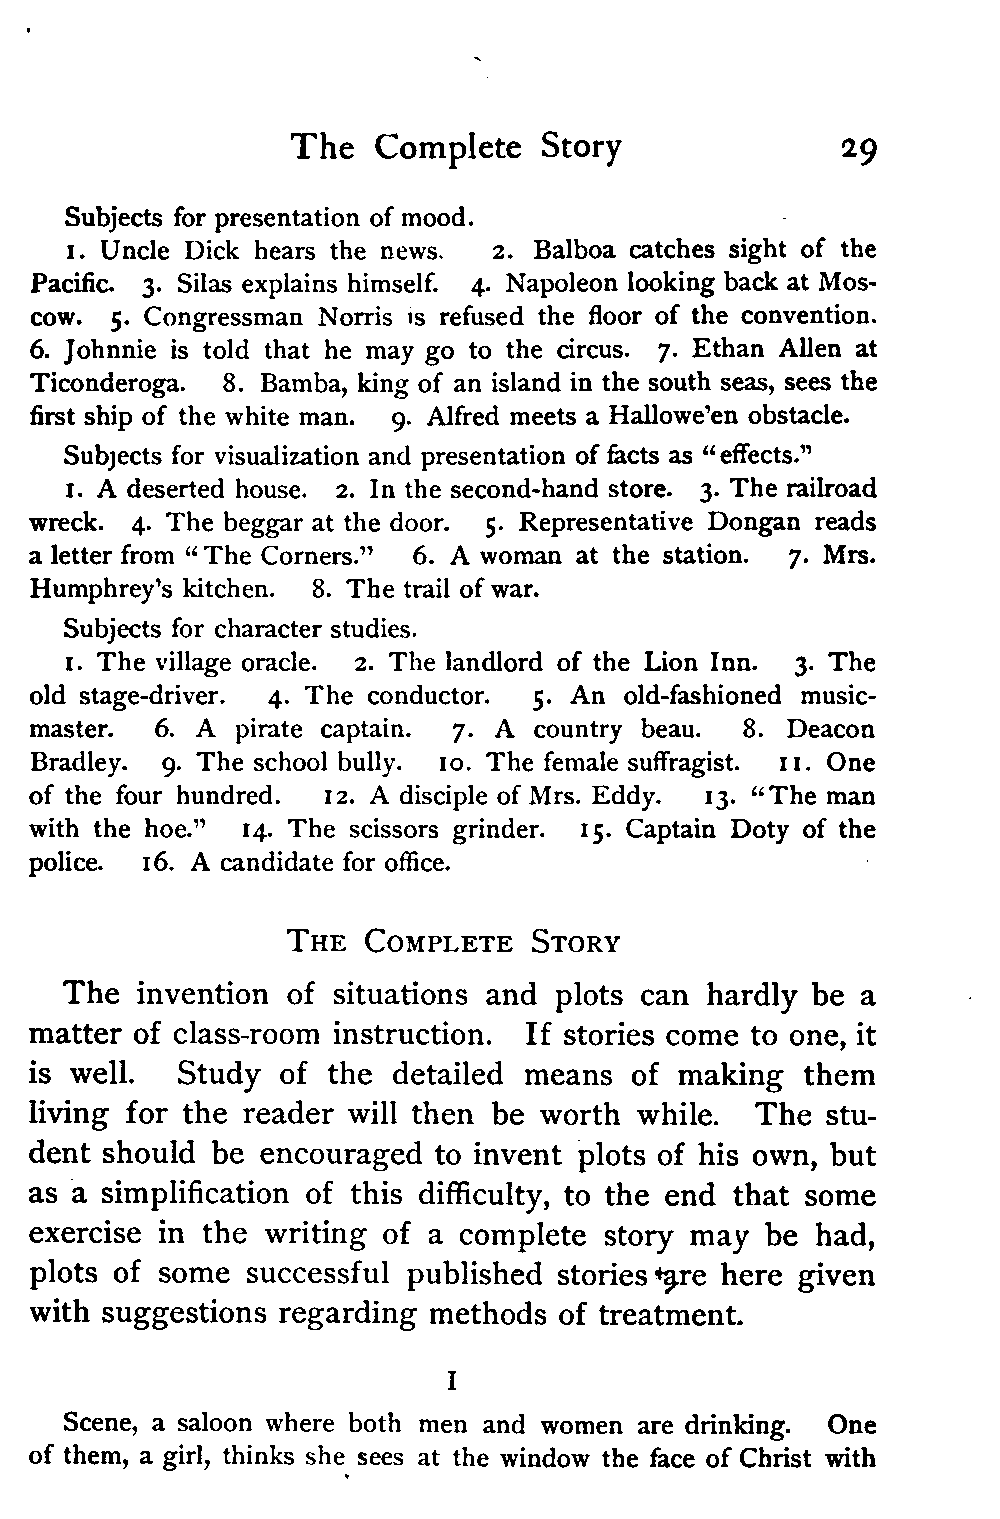 The Complete Story 29
Subjects for presentation of mood.
1. Uncle Dick hears the news. 2. Balboa catches sight of the
Pacific. 3. Silas explains himself. 4. Napoleon looking back at Mos-
cow. 5. Congressman Norris is refused the floor of the convention.
6. Johnnie is told that he may go to the circus. 7. Ethan Allen at
Ticonderoga. 8. Bamba, king of an island in the south seas, sees the
first ship of the white man. 9. Alfred meets a Hallowe'en obstacle.
Subjects for visualization and presentation of facts as "effects."
1. A deserted house. 2. In the second-hand store. 3. The railroad
wreck. 4. The beggar at the door. 5. Representative Dongan reads
a letter from "The Corners." 6. A woman at the station. 7. Mrs.
Humphrey's kitchen. 8. The trail of war.
Subjects for character studies.
1. The village oracle. 2. The landlord of the Lion Inn. 3. The
old stage-driver. 4. The conductor. 5. An old-fashioned music-
master. 6. A pirate captain. 7. A country beau. 8. Deacon
Bradley. 9. The school bully. 10. The female suffragist. 11. One
of the four hundred. 12. A disciple of Mrs. Eddy. 13. "The man
with the hoe." 14. The scissors grinder. 15. Captain Doty of the
police. 16. A candidate for office.
THE COMPLETE STORY
The invention of situations and plots can hardly be a
matter of class-room instruction. If stories come to one, it
is well. Study of the detailed means of making them
living for the reader will then be worth while. The stu-
dent should be encouraged to invent plots of his own, but
as a simplification of this difficulty, to the end that some
exercise in the writing of a complete story may be had,
plots of some successful published stories are here given
with suggestions regarding methods of treatment.
I
Scene, a saloon where both men and women are drinking. One
of them, a girl, thinks she sees at the window the face of Christ with